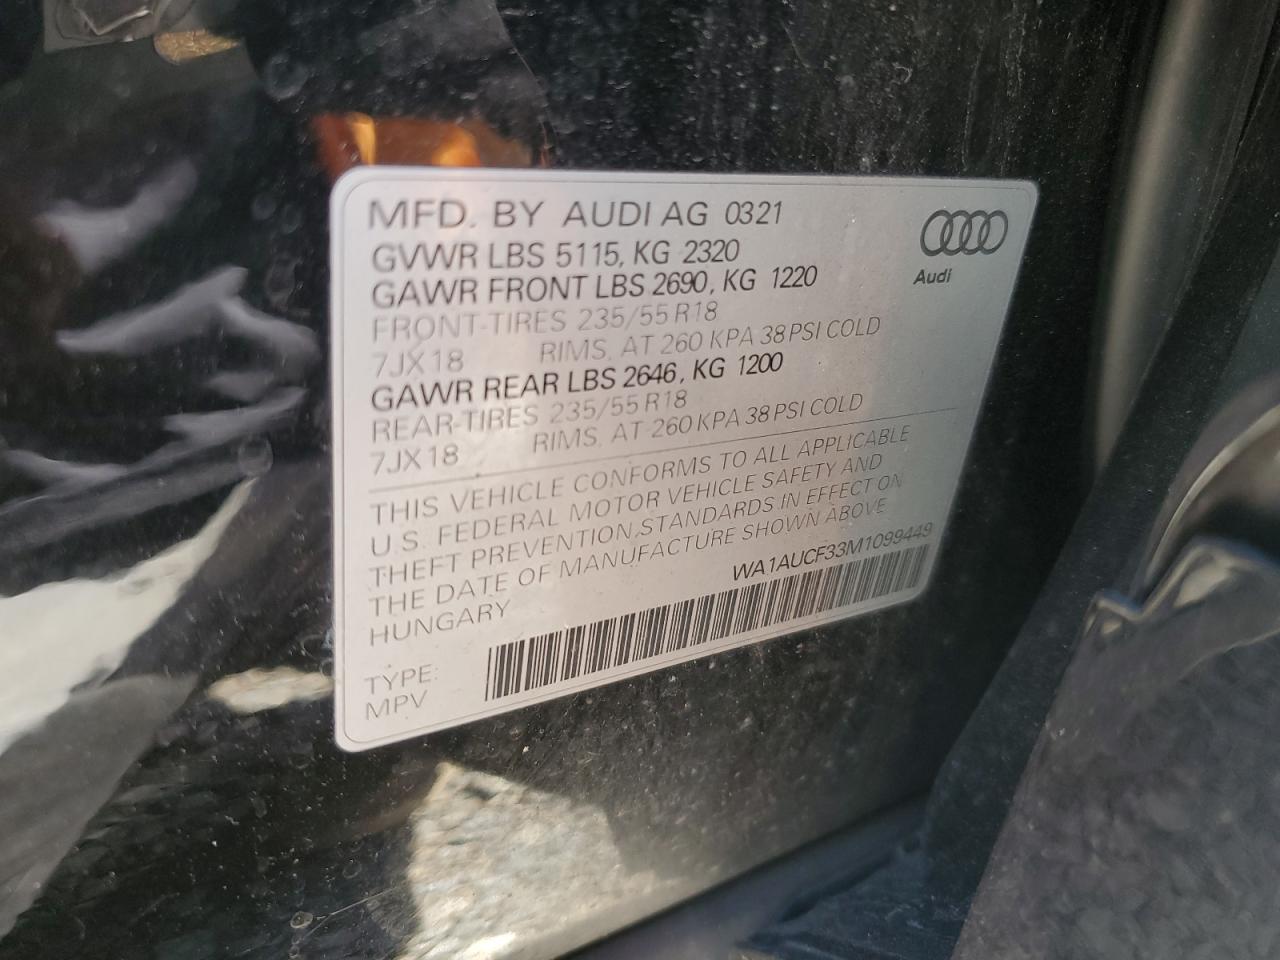 MFD. BY AUDI AG 0321
GVWR LBS 5115, KG 2320
GAWR FRONT LBS 2690, KG 1220
FRONT-TIRES 235/55 R18
7JX18 RIMS. AT 260 KPA 38 PSI COLD
GAWR REAR LBS 2646, KG 1200
REAR-TIRES 235/55 R18
7JX18 RIMS. AT 260 KPA 38 PSI COLD
Audi
THIS VEHICLE CONFORMS TO ALL APPLICABLE
U.S. FEDERAL MOTOR VEHICLE SAFETY AND
THEFT PREVENTION STANDARDS IN EFFECT ON
THE DATE OF MANUFACTURE SHOWN ABOVE
HUNGARY
WA1AUCF33M1099449
TYPE:
MPV